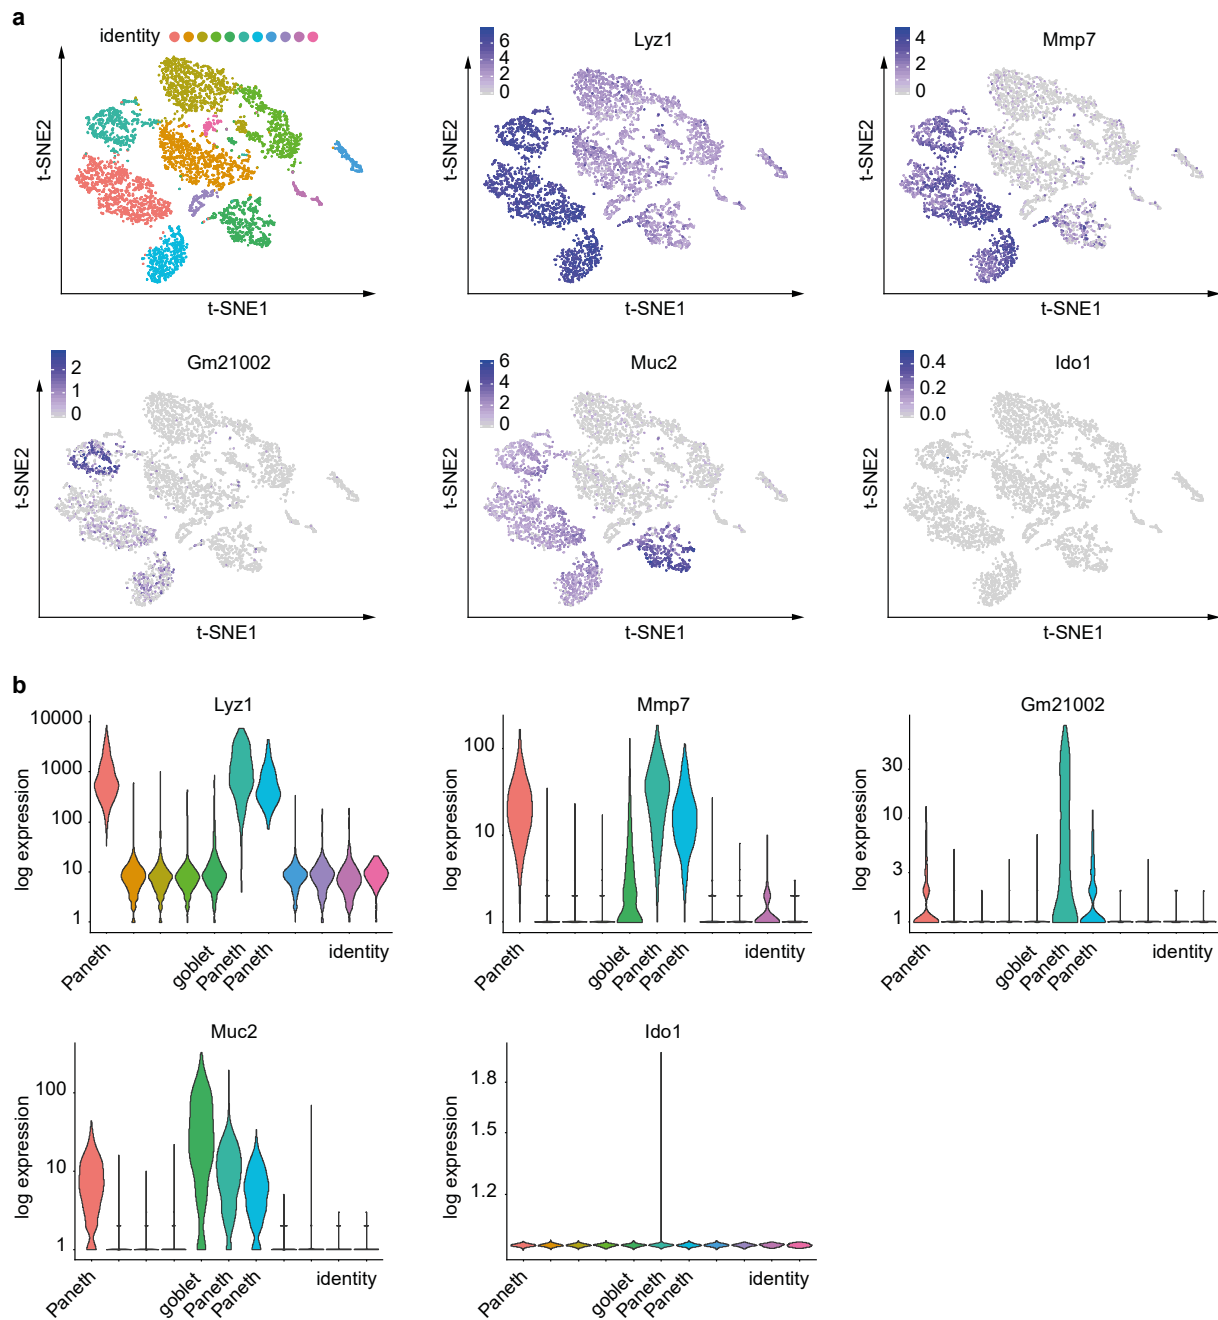 a
identity
t-SNE2
t-SNE1
Lyz1
6
4
2
0
t-SNE2
t-SNE1
Mmp7
4
2
0
t-SNE2
t-SNE1
Gm21002
2
1
0
t-SNE2
t-SNE1
Muc2
6
4
2
0
t-SNE2
t-SNE1
Ido1
0.4
0.2
0.0
t-SNE2
t-SNE1
b
Lyz1
log expression
10000
1000
100
10
1
Paneth
goblet
Paneth
Paneth
identity
Mmp7
log expression
100
10
1
Paneth
goblet
Paneth
Paneth
identity
Gm21002
log expression
30
10
3
1
Paneth
goblet
Paneth
Paneth
identity
Muc2
log expression
100
10
1
Paneth
goblet
Paneth
Paneth
identity
Ido1
log expression
1.8
1.5
1.2
Paneth
goblet
Paneth
Paneth
identity